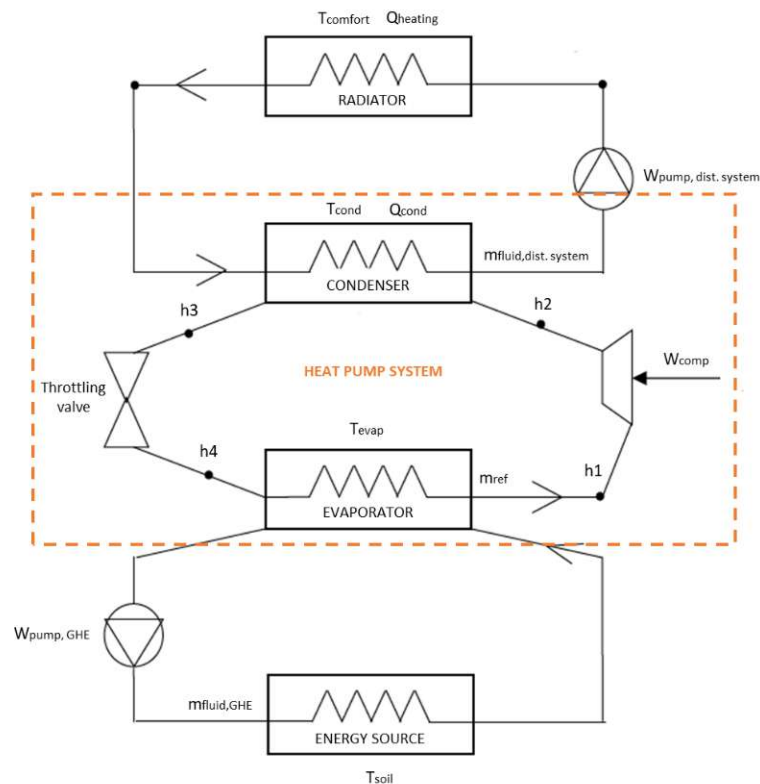 Tcomfort Qheating
RADIATOR
Wpump, dist. system
Tcond Qcond
mfluid,dist. system
CONDENSER
h3
h2
HEAT PUMP SYSTEM
Wcomp
Throttling
valve
Tevap
h4
mref
h1
EVAPORATOR
Wpump, GHE
mfluid,GHE
ENERGY SOURCE
Tsoil